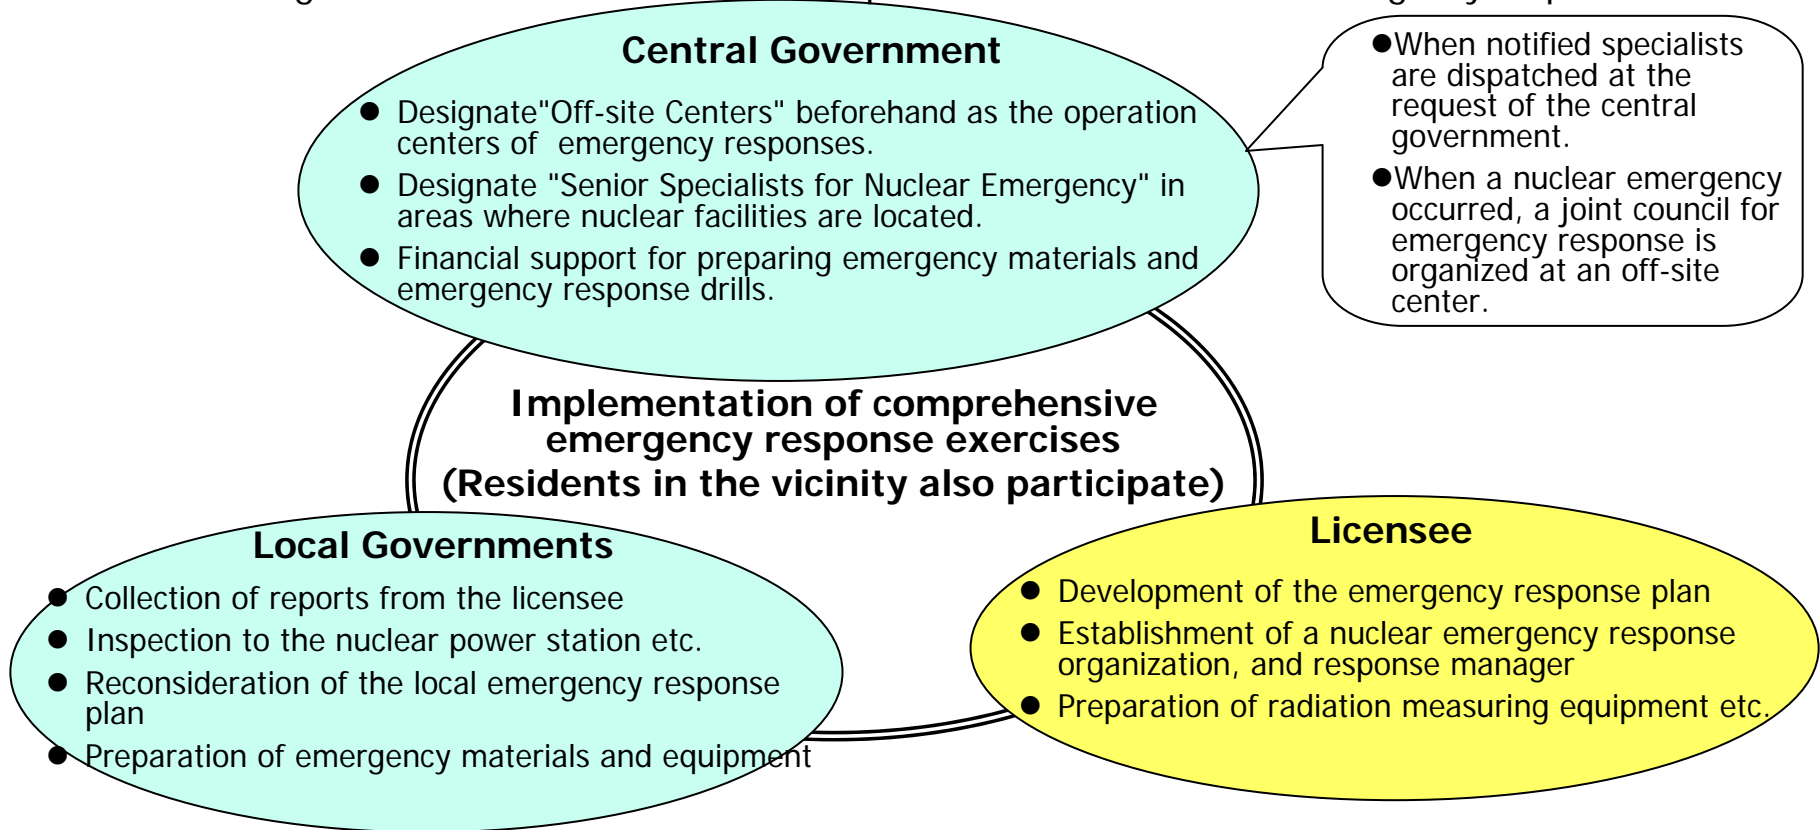 Central Government
● Designate"Off-site Centers" beforehand as the operation
centers of emergency responses.
● Designate "Senior Specialists for Nuclear Emergency" in
areas where nuclear facilities are located.
● Financial support for preparing emergency materials and
emergency response drills.
●When notified specialists
are dispatched at the
request of the central
government.
●When a nuclear emergency
occurred, a joint council for
emergency response is
organized at an off-site
center.
Implementation of comprehensive
emergency response exercises
(Residents in the vicinity also participate)
Local Governments
● Collection of reports from the licensee
● Inspection to the nuclear power station etc.
● Reconsideration of the local emergency response
plan
● Preparation of emergency materials and equipment
Licensee
● Development of the emergency response plan
● Establishment of a nuclear emergency response
organization, and response manager
● Preparation of radiation measuring equipment etc.